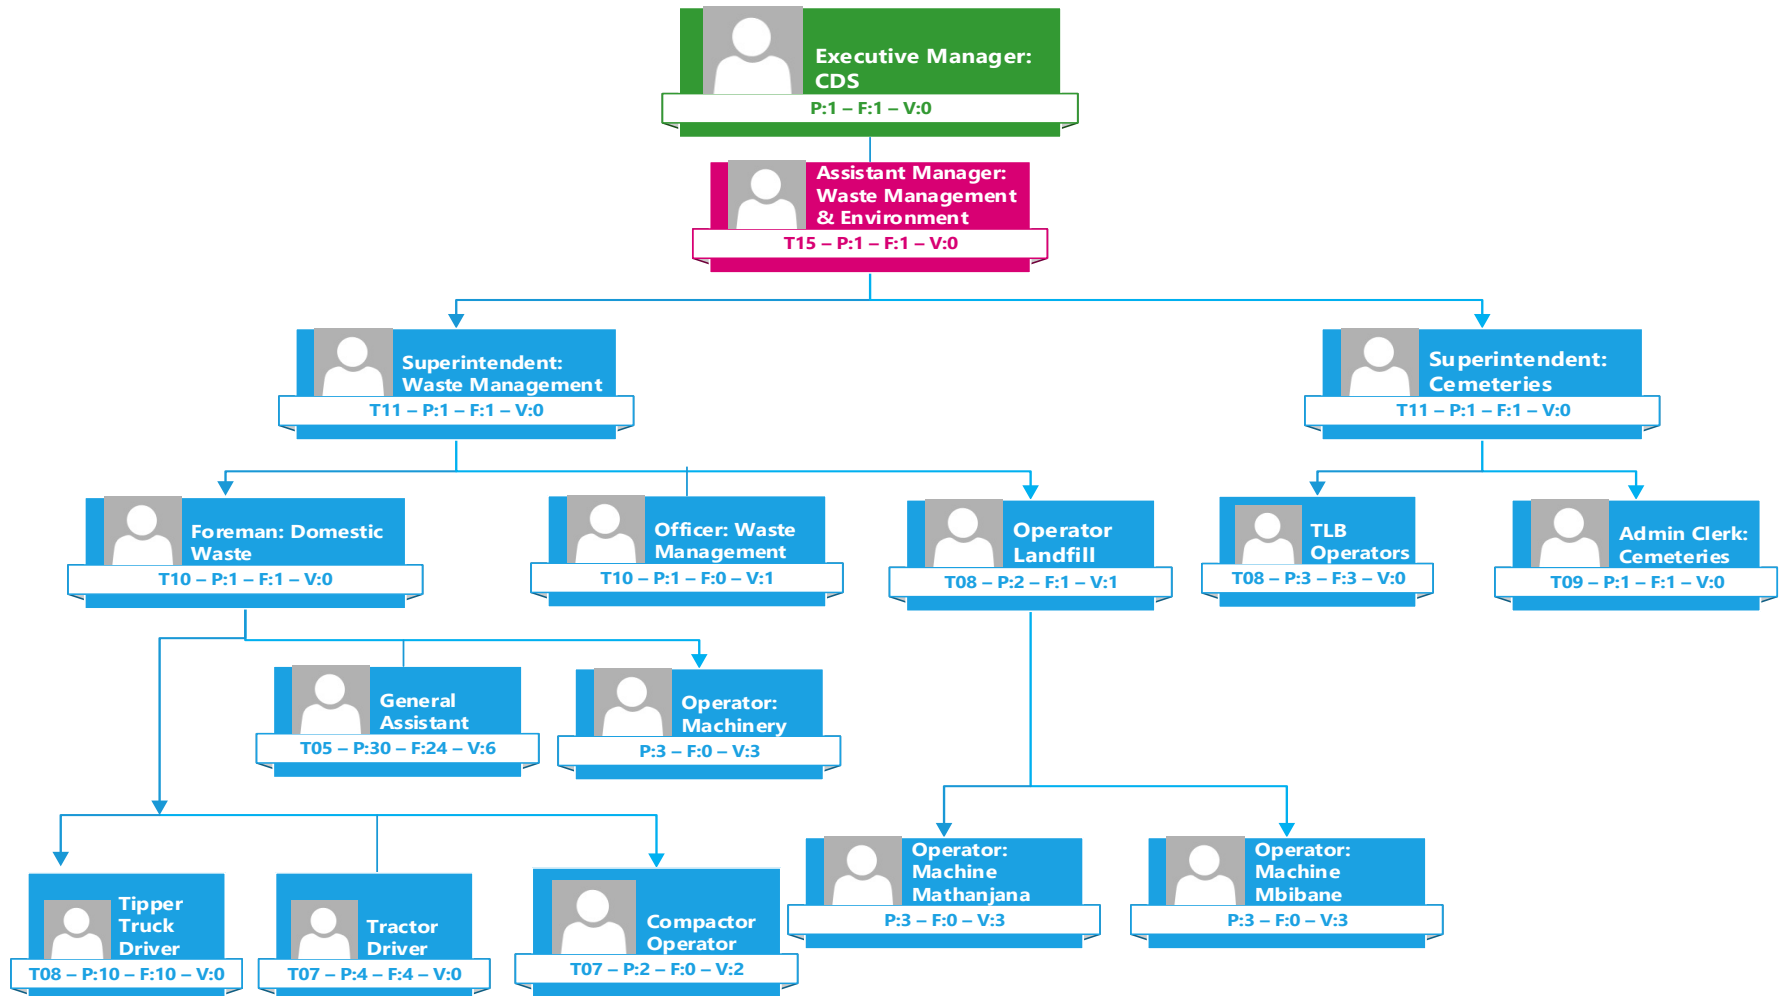 Executive Manager:
CDS
P:1 – F:1 – V:0
Assistant Manager:
Waste Management
& Environment
T15 – P:1 – F:1 – V:0
Superintendent:
Waste Management
T11 – P:1 – F:1 – V:0
Superintendent:
Cemeteries
T11 – P:1 – F:1 – V:0
Foreman: Domestic
Waste
T10 – P:1 – F:1 – V:0
Officer: Waste
Management
T10 – P:1 – F:0 – V:1
Operator
Landfill
T08 – P:2 – F:1 – V:1
TLB
Operators
T08 – P:3 – F:3 – V:0
Admin Clerk:
Cemeteries
T09 – P:1 – F:1 – V:0
General
Assistant
T05 – P:30 – F:24 – V:6
Operator:
Machinery
P:3 – F:0 – V:3
Tipper
Truck
Driver
T08 – P:10 – F:10 – V:0
Tractor
Driver
T07 – P:4 – F:4 – V:0
Compactor
Operator
T07 – P:2 – F:0 – V:2
Operator:
Machine
Mathanjana
P:3 – F:0 – V:3
Operator:
Machine
Mbibane
P:3 – F:0 – V:3